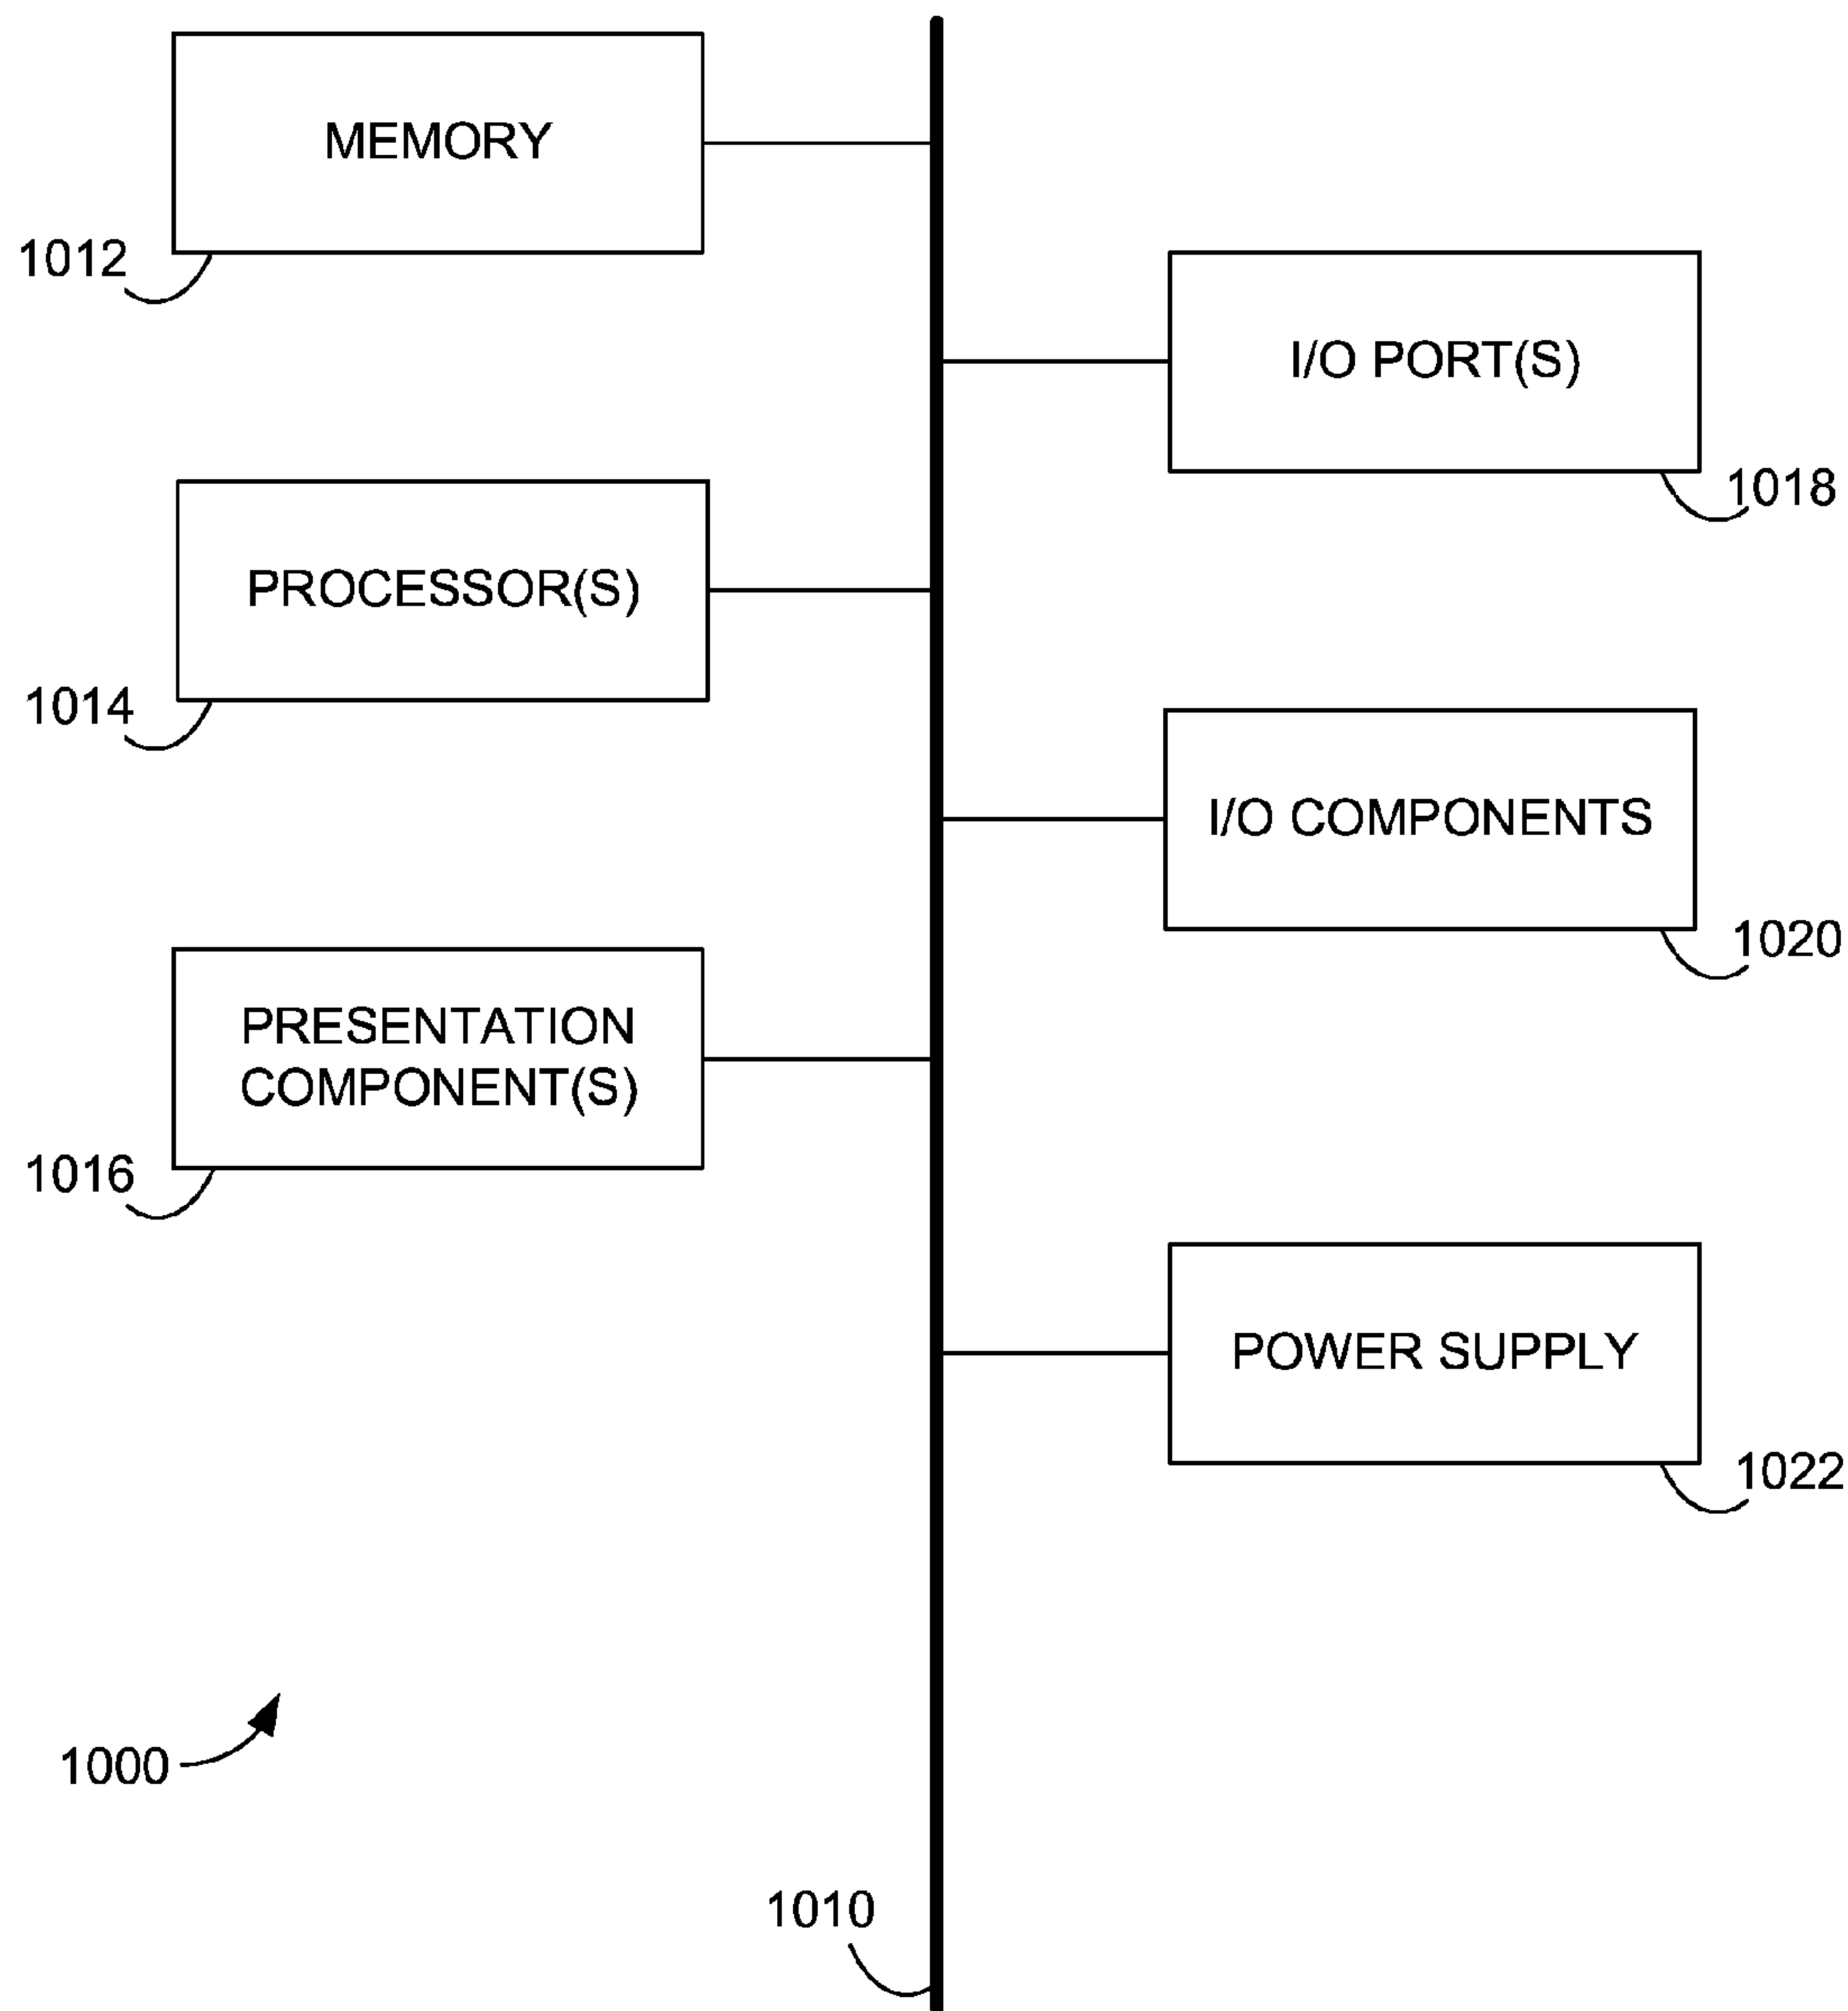 MEMORY
1012
I/O PORT(S)
1018
PROCESSOR(S)
1014
I/O COMPONENTS
1020
PRESENTATION
COMPONENT(S)
1016
POWER SUPPLY
1022
1000
1010